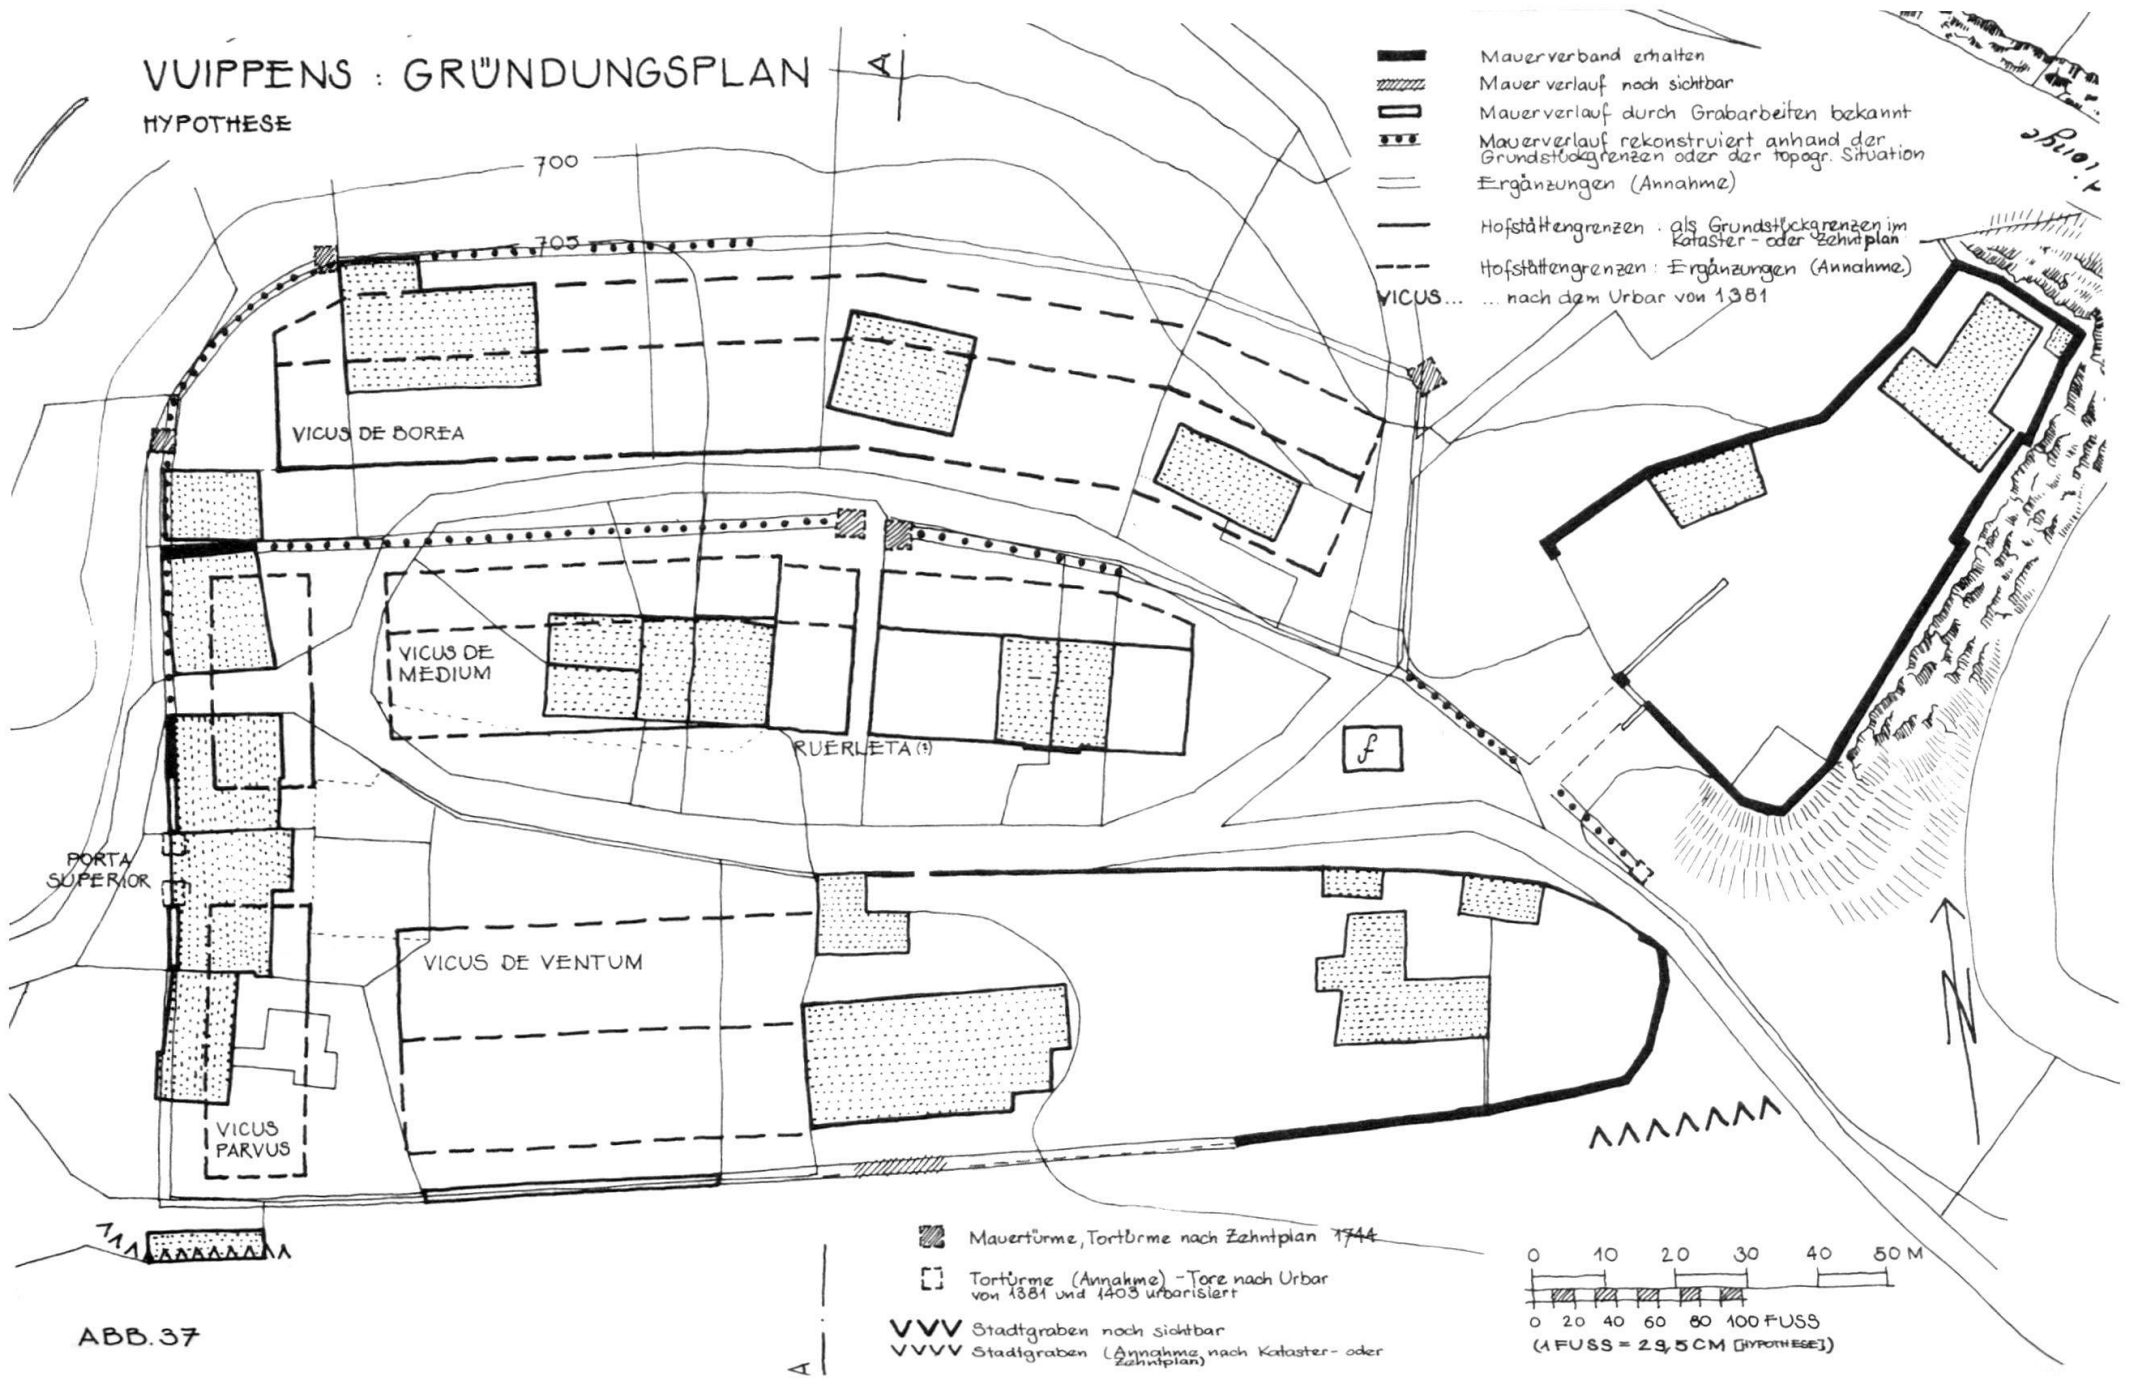 VUIPPENS : GRÜNDUNGSPLAN
HYPOTHESE
A
Mauerverband erhalten
Mauerverlauf noch sichtbar
Mauerverlauf durch Grabarbeiten bekannt
Mauerverlauf rekonstruiert anhand der
Grundstückgrenzen oder der topogr. Situation
Ergänzungen (Annahme)
Hofstättengrenzen : als Grundstückgrenzen im
Kataster- oder Zehntplan
Hofstättengrenzen : Ergänzungen (Annahme)
VICUS... ... nach dem Urbar von 1381
700
705
VICUS DE BOREA
VICUS DE
MEDIUM
RUERLETA (?)
f
PORTA
SUPERIOR
VICUS DE VENTUM
VICUS
PARVUS
N
Mauertürme, Tortürme nach Zehntplan 1744
Tortürme (Annahme) - Tore nach Urbar
von 1381 und 1403 urbarisiert
Stadtgraben noch sichtbar
Stadtgraben (Annahme nach Kataster- oder
Zehntplan)
A
0 10 20 30 40 50 M
0 20 40 60 80 100 FUSS
(1 FUSS = 29,5 CM [HYPOTHESE])
ABB. 37